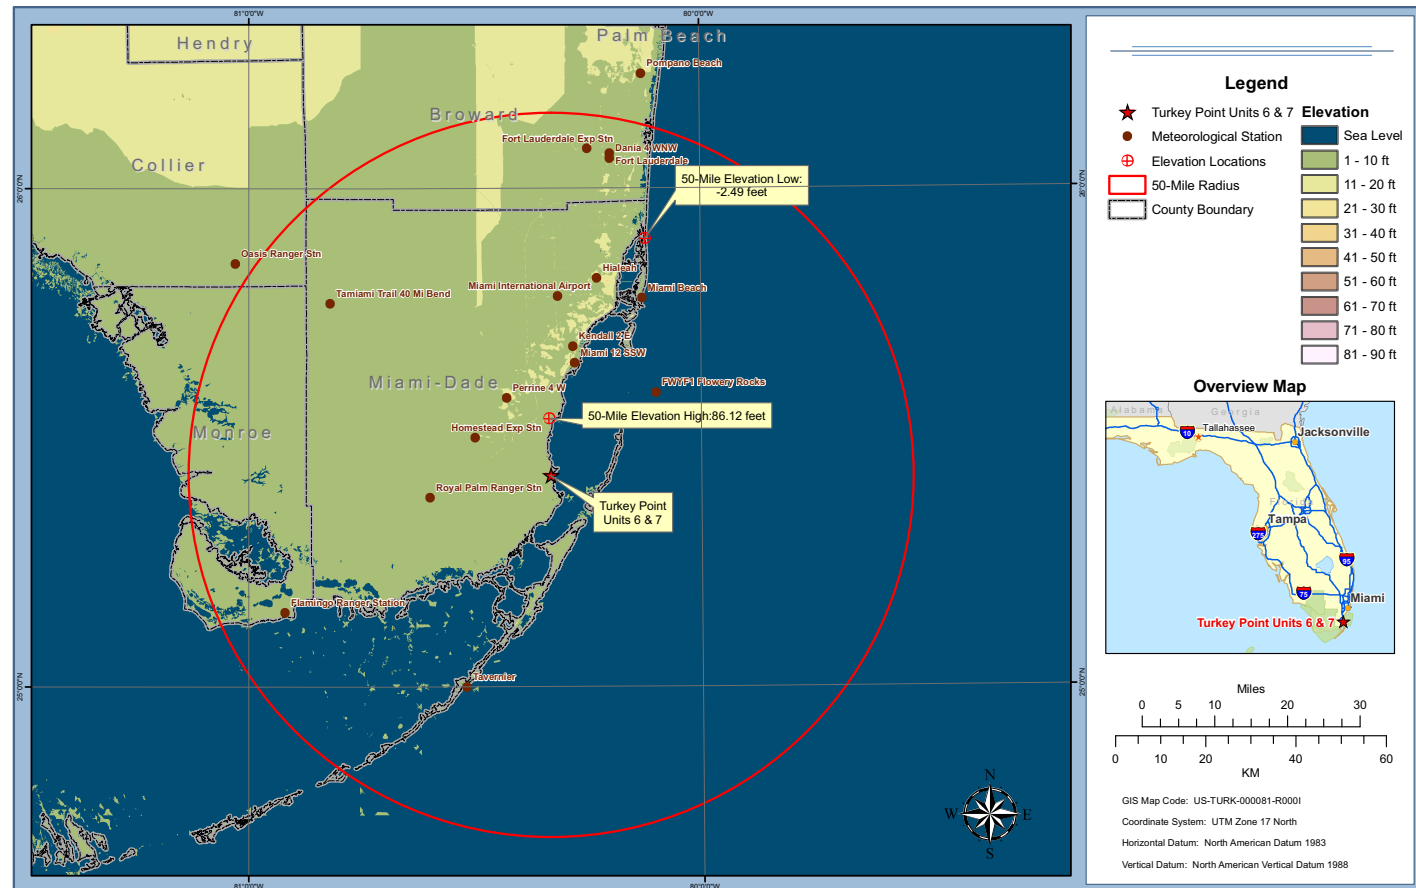 81°0'0"W
80°0'0"W
Hendry
Palm Beach
Pompano Beach
Broward
Fort Lauderdale Exp Stn
Dania 4 WNW
Fort Lauderdale
Collier
50-Mile Elevation Low:
-2.49 feet
26°0'0"N
26°0'0"N
Oasis Ranger Stn
Hialeah
Miami International Airport
Miami Beach
Tamiami Trail 40 Mi Bend
Kendall 2 E
Miami 12 SSW
Miami-Dade
Perrine 4 W
FWYF1 Flowery Rocks
50-Mile Elevation High:86.12 feet
Monroe
Homestead Exp Stn
Royal Palm Ranger Stn
Turkey Point
Units 6 & 7
Flamingo Ranger Station
Tavernier
25°0'0"N
25°0'0"N
N
W
E
S
81°0'0"W
80°0'0"W
Legend
Turkey Point Units 6 & 7
Meteorological Station
Elevation Locations
50-Mile Radius
County Boundary
Elevation
Sea Level
1 - 10 ft
11 - 20 ft
21 - 30 ft
31 - 40 ft
41 - 50 ft
51 - 60 ft
61 - 70 ft
71 - 80 ft
81 - 90 ft
Overview Map
Alabama
Georgia
10
Tallahassee
Jacksonville
Florida
Tampa
275
95
75
Miami
Turkey Point Units 6 & 7
Miles
0 5 10 20 30
0 10 20 40 60
KM
GIS Map Code: US-TURK-000081-R000I
Coordinate System: UTM Zone 17 North
Horizontal Datum: North American Datum 1983
Vertical Datum: North American Vertical Datum 1988